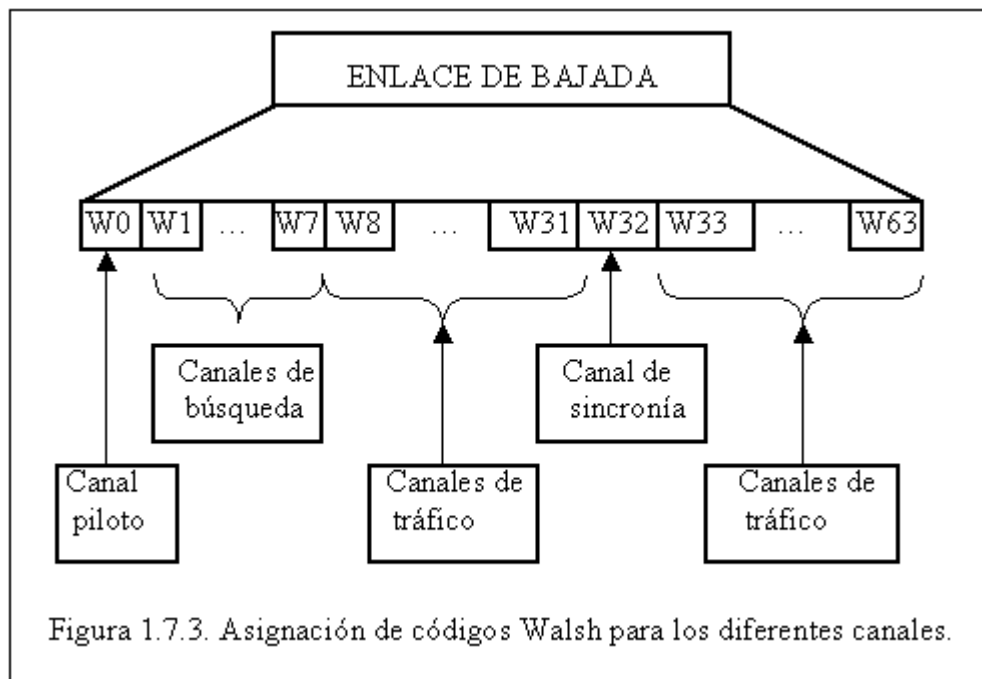 ENLACE DE BAJADA
W0 W1 ... W7 W8 ... W31 W32 W33 ... W63
Canales de
búsqueda
Canal de
sincronía
Canal
piloto
Canales de
tráfico
Canales de
tráfico
Figura 1.7.3. Asignación de códigos Walsh para los diferentes canales.